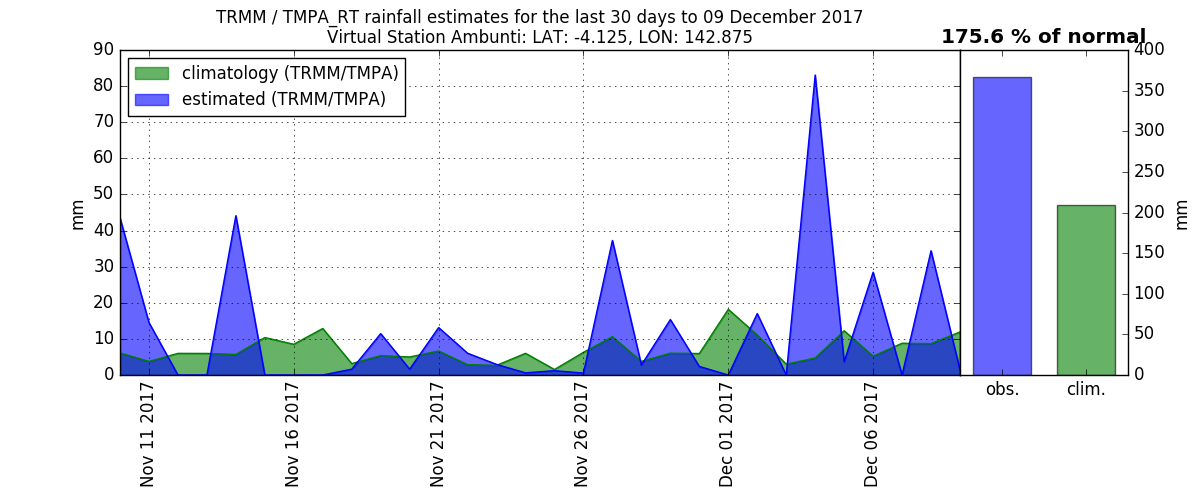 TRMM / TMPA_RT rainfall estimates for the last 30 days to 09 December 2017
Virtual Station Ambunti: LAT: -4.125, LON: 142.875
175.6 % of normal
climatology (TRMM/TMPA)
estimated (TRMM/TMPA)
mm
90
80
70
60
50
40
30
20
10
0
Nov 11 2017
Nov 16 2017
Nov 21 2017
Nov 26 2017
Dec 01 2017
Dec 06 2017
obs.
clim.
400
350
300
250
200
150
100
50
0
mm